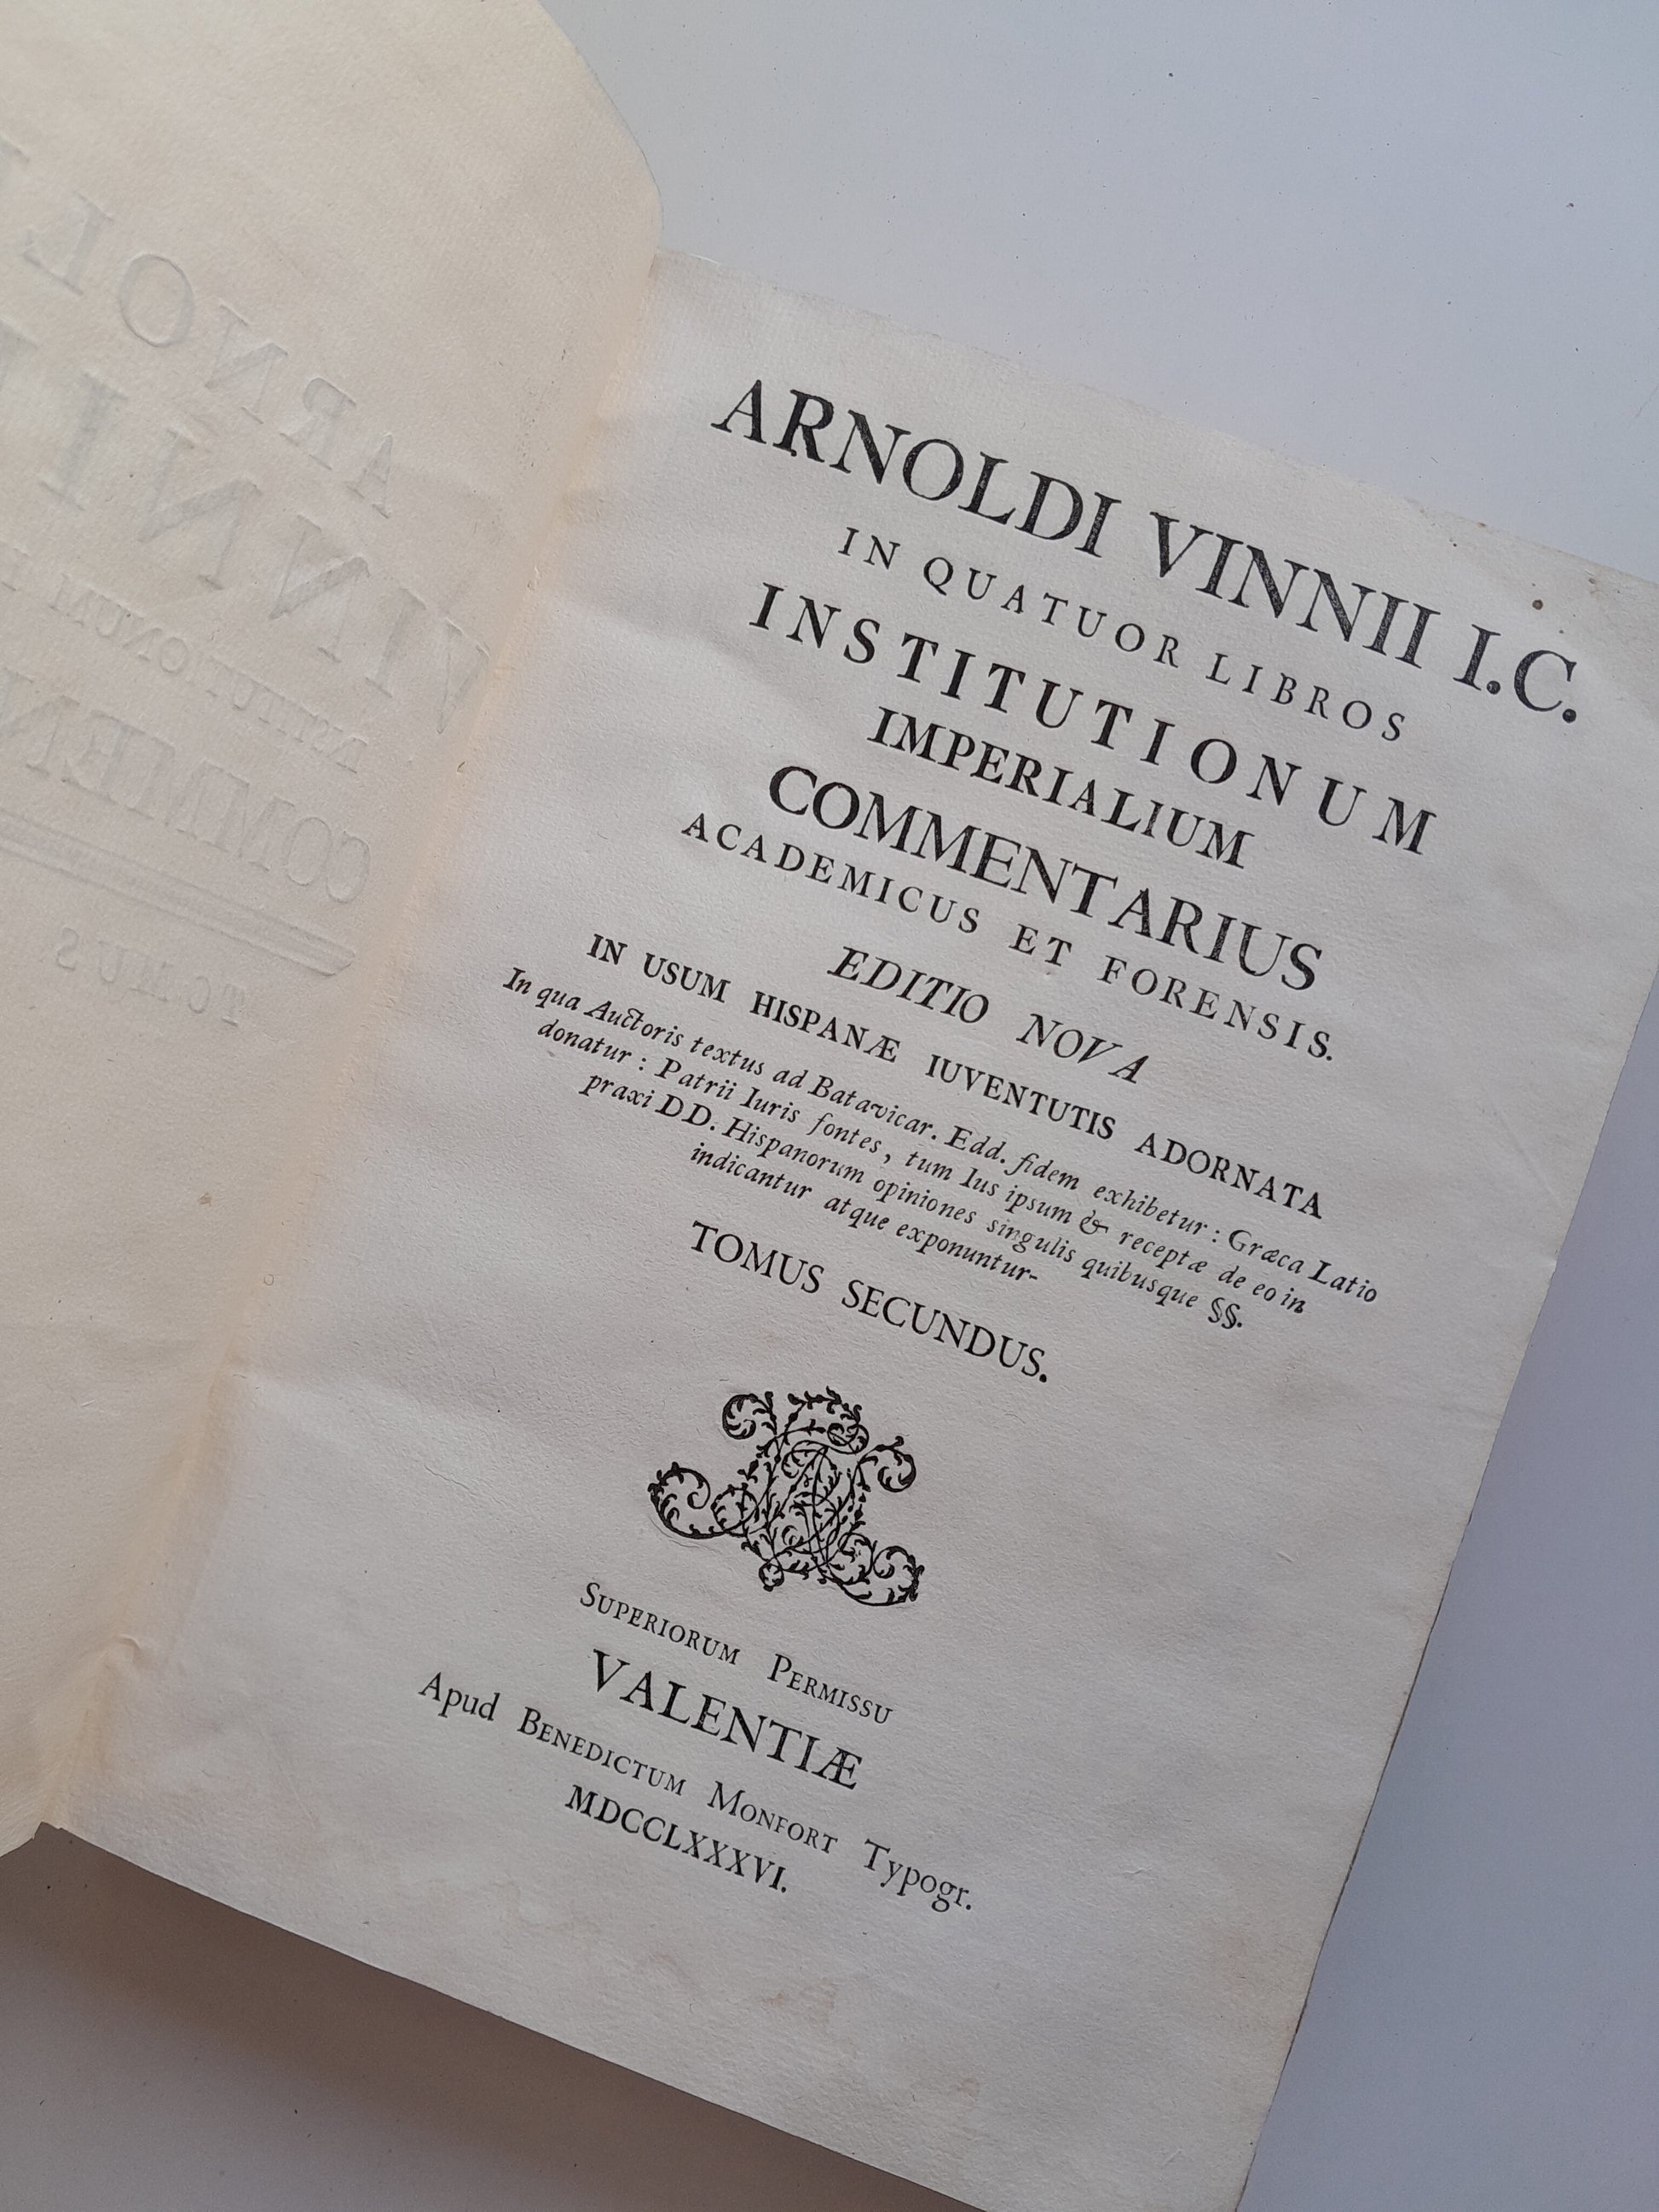 ARNOLDI VINNII I.C.
IN QUATUOR LIBROS
INSTITUTIONUM
IMPERIALIUM
COMMENTARIUS
ACADEMICUS ET FORENSIS.
EDITIO NOVA
IN USUM HISPANÆ IUVENTUTIS ADORNATA
In qua Auctoris textus ad Batavicar. Edd. fidem exhibetur : Græca Latio
donatur : Patrii Iuris fontes, tum Ius ipsum & receptæ de eo in
praxi DD. Hispanorum opiniones singulis quibusque §§.
indicantur atque exponuntur-
TOMUS SECUNDUS.
SUPERIORUM PERMISSU
VALENTIÆ
Apud BENEDICTUM MONFORT Typogr.
MDCCLXXXVI.